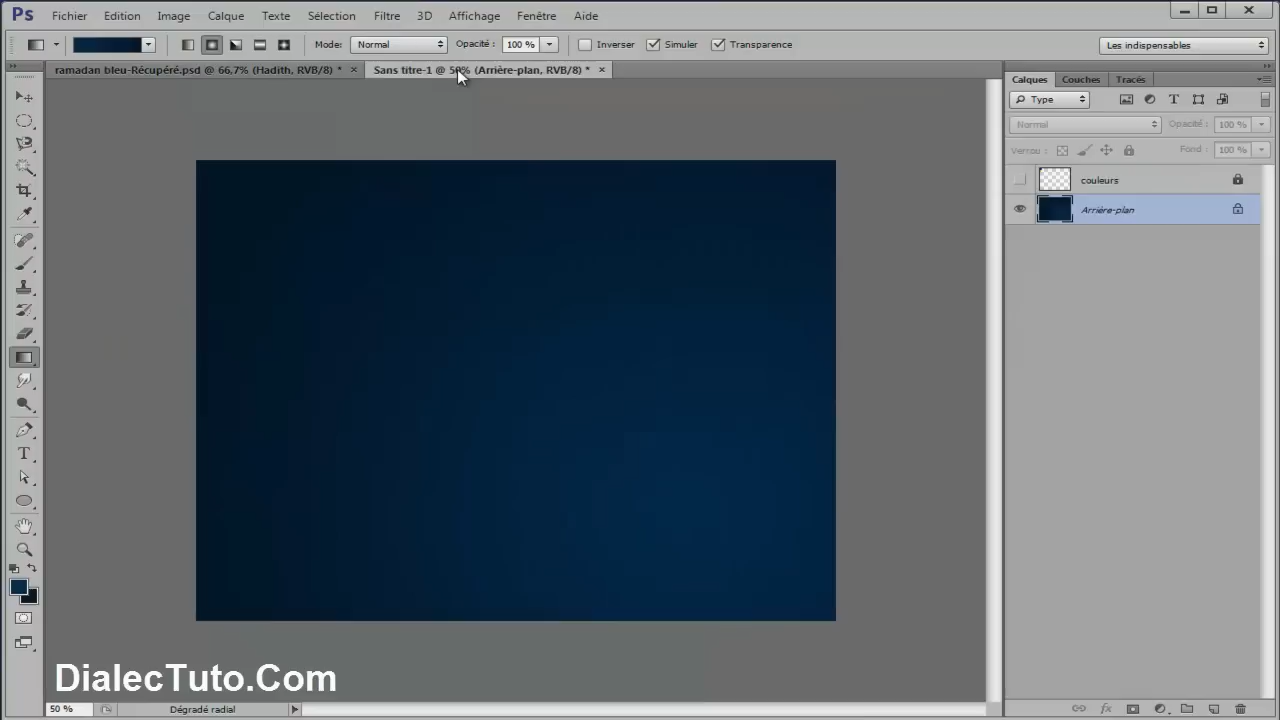 Ps Fichier Edition Image Calque Texte Sélection Filtre 3D Affichage Fenêtre Aide
Mode: Normal Opacité: 100 % Inverser Simuler Transparence Les indispensables
ramadan bleu-Récupéré.psd @ 66,7% (Hadith, RVB/8) * Sans titre-1 @ 50% (Arrière-plan, RVB/8) *
Calques Couches Tracés
Type
Normal Opacité: 100 %
Verrou: Fond: 100 %
couleurs
Arrière-plan
DialecTuto.Com
50 % Dégradé radial